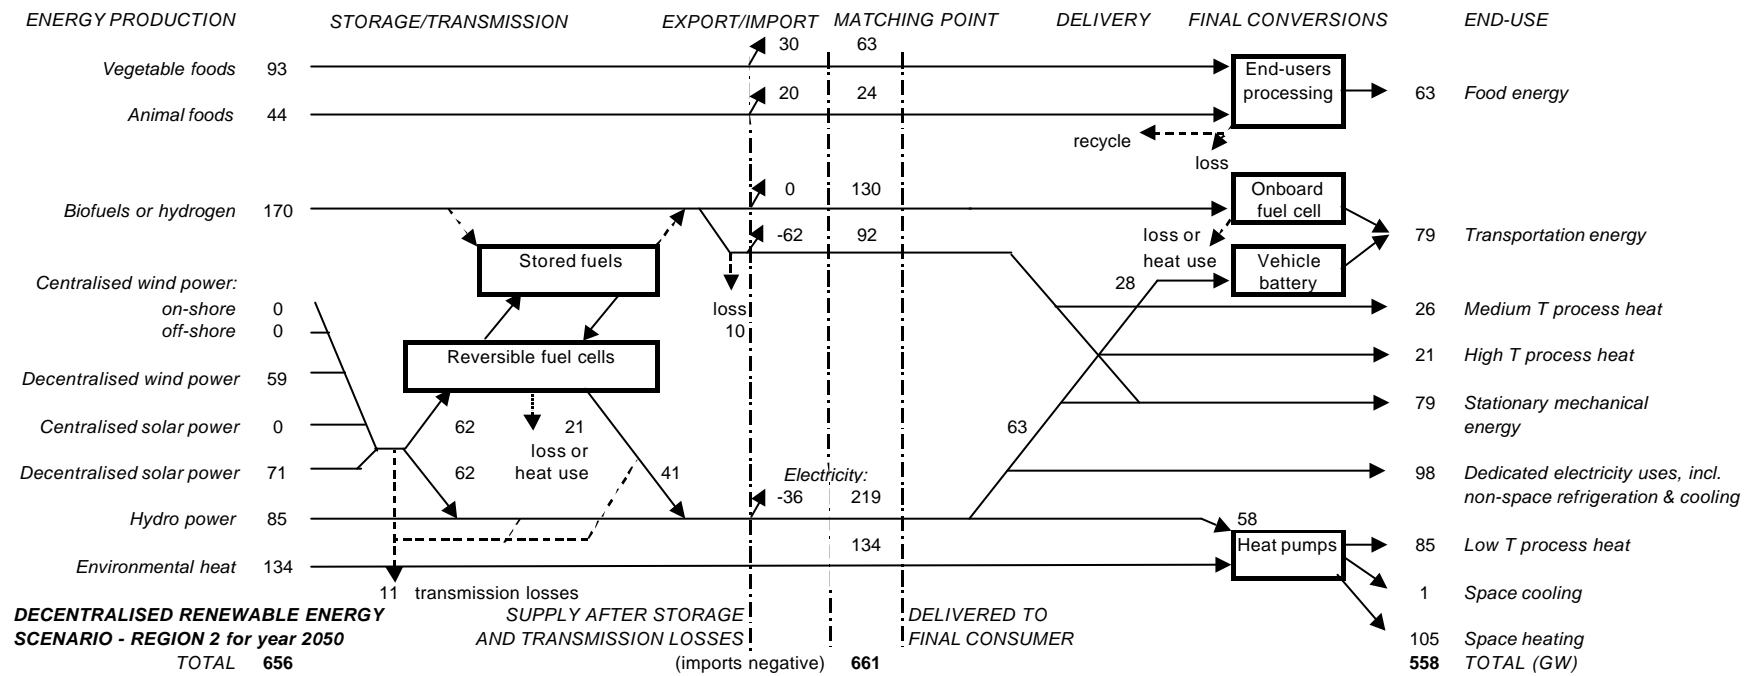 ENERGY PRODUCTION STORAGE/TRANSMISSION EXPORT/IMPORT MATCHING POINT DELIVERY FINAL CONVERSIONS END-USE
30 63
Vegetable foods 93 End-users
processing
20 24 63 Food energy
Animal foods 44
recycle
loss
0 130 Onboard
fuel cell
Biofuels or hydrogen 170
-62 92 loss or
heat use
79 Transportation energy
Stored fuels Vehicle
battery
Centralised wind power: 28
on-shore 0 loss 26 Medium T process heat
off-shore 0 10
Reversible fuel cells 21 High T process heat
Decentralised wind power 59
79 Stationary mechanical
energy
Centralised solar power 0 62 21 63
loss or
heat use
Decentralised solar power 71 62 41 Electricity: 98 Dedicated electricity uses, incl.
non-space refrigeration & cooling
-36 219
Hydro power 85 58
134 Heat pumps 85 Low T process heat
Environmental heat 134
11 transmission losses 1 Space cooling
DECENTRALISED RENEWABLE ENERGY SUPPLY AFTER STORAGE DELIVERED TO
SCENARIO - REGION 2 for year 2050 AND TRANSMISSION LOSSES FINAL CONSUMER 105 Space heating
TOTAL 656 (imports negative) 661 558 TOTAL (GW)